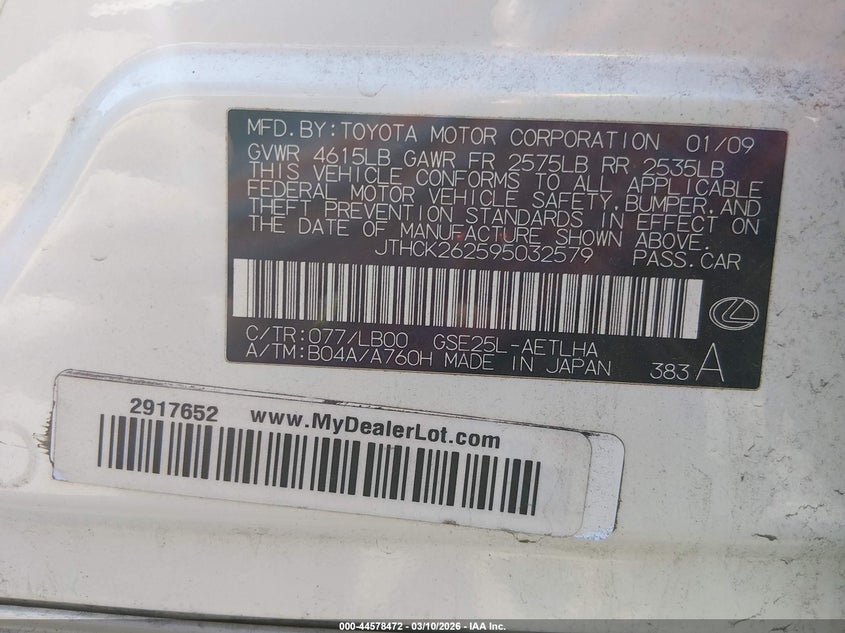 MFD.BY:TOYOTA MOTOR CORPORATION 01/09
GVWR 4615LB GAWR FR 2575LB RR 2535LB
THIS VEHICLE CONFORMS TO ALL APPLICABLE
FEDERAL MOTOR VEHICLE SAFETY,BUMPER,AND
THEFT PREVENTION STANDARDS IN EFFECT ON
THE DATE OF MANUFACTURE SHOWN ABOVE.
JTHCK262595032579 PASS.CAR
C/TR:077/LB00 GSE25L-AETLHA
A/TM:B04A/A760H MADE IN JAPAN 383 A
2917652 www.MyDealerLot.com
000-44578472 — 03/10/2026 — IAA Inc.